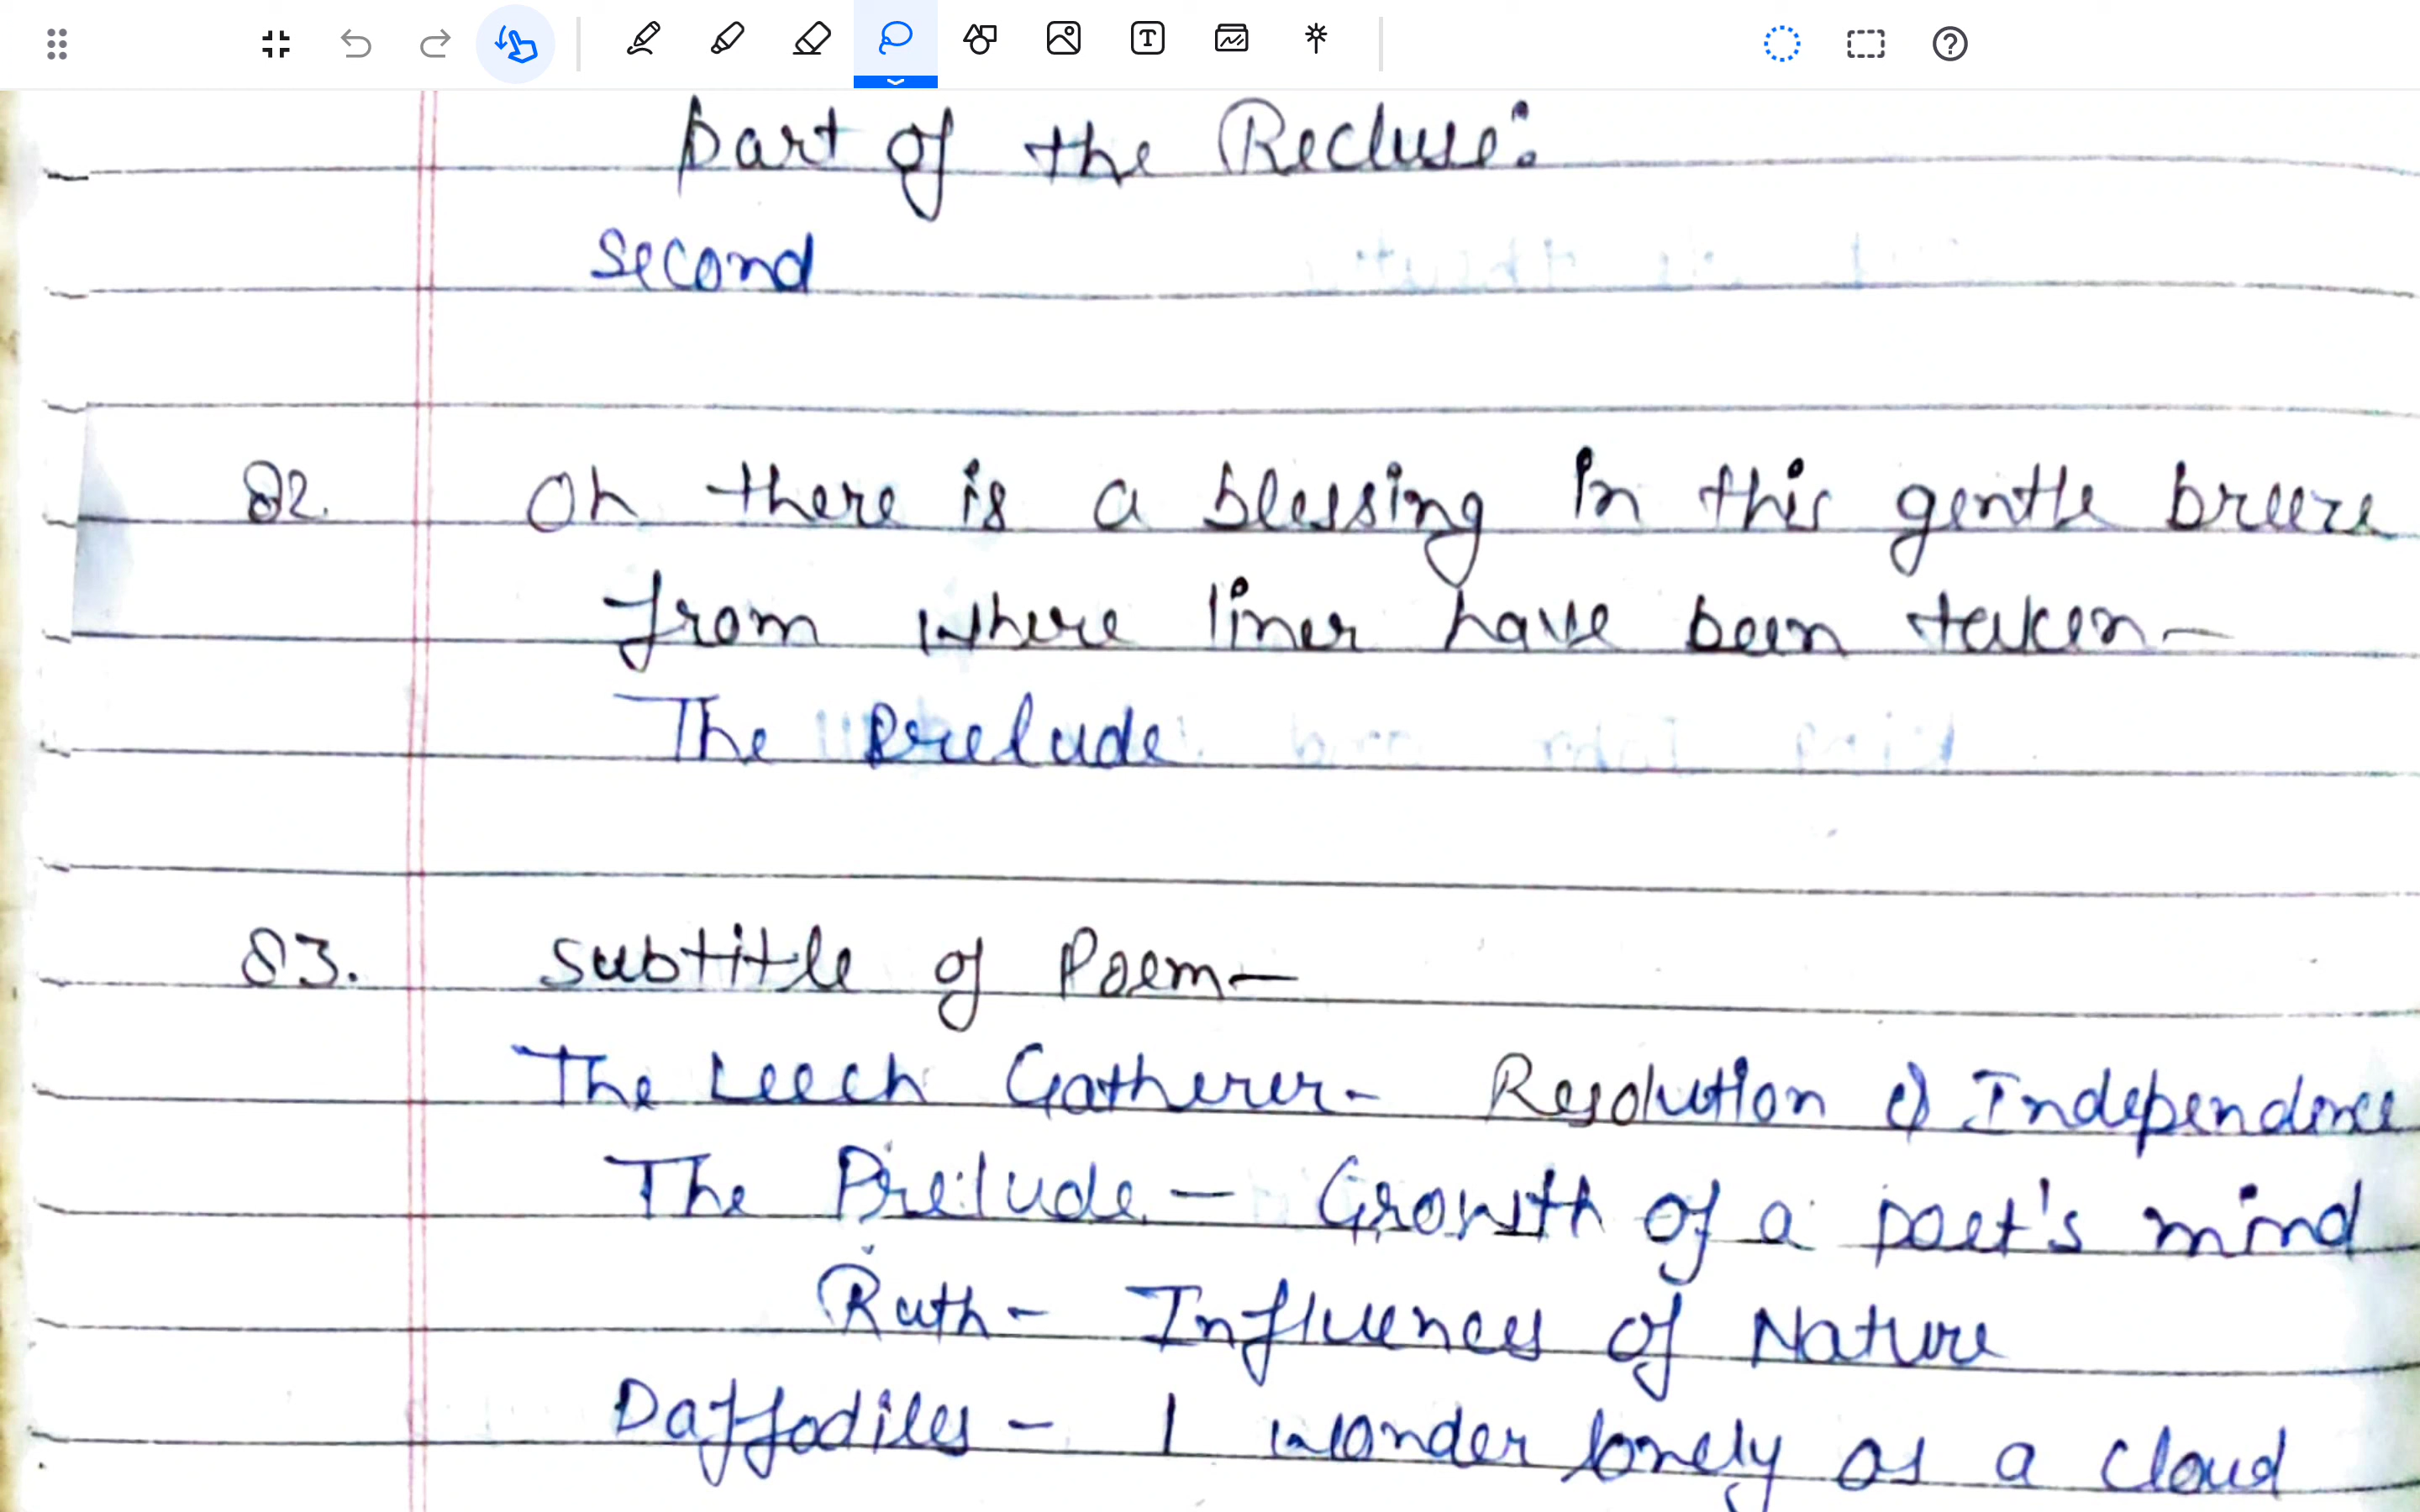 part of the Recluse:
second
82. Oh there is a blessing in this gentle breeze
from where lines have been taken-
The Prelude
83. Subtitle of Poem-
The Leech Gatherer- Resolution & Independence
The Prelude - Growth of a poet's mind
Ruth- Influences of Nature
Daffodiles - I wander lonely as a cloud